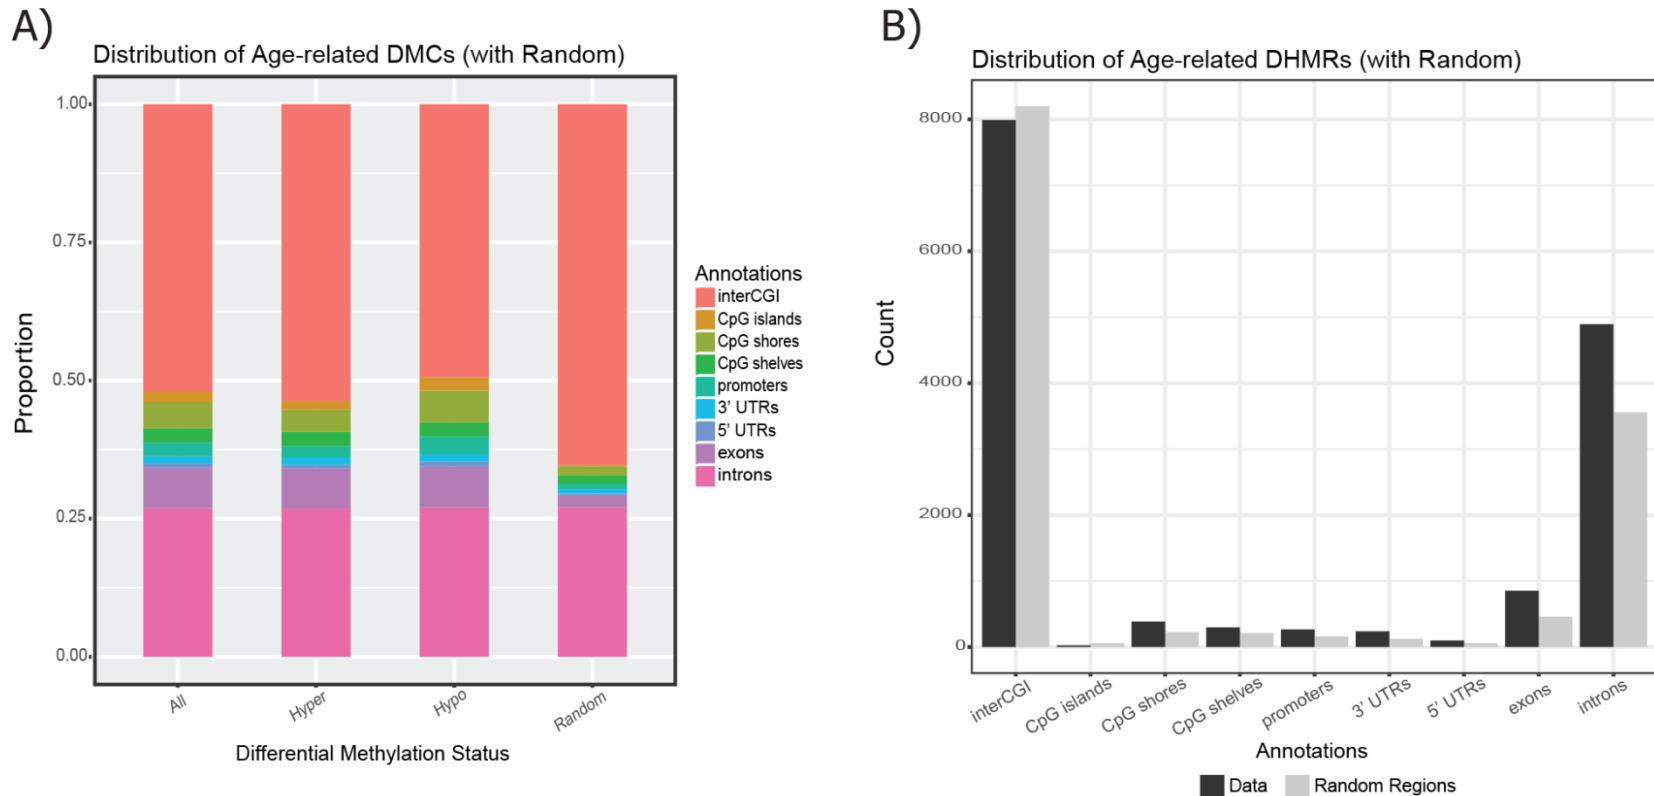 A)
Distribution of Age-related DMCs (with Random)
Proportion
1.00
0.75
0.50
0.25
0.00
All
Hyper
Hypo
Random
Differential Methylation Status
Annotations
interCGI
CpG islands
CpG shores
CpG shelves
promoters
3' UTRs
5' UTRs
exons
introns
B)
Distribution of Age-related DHMRs (with Random)
Count
8000
6000
4000
2000
0
interCGI
CpG islands
CpG shores
CpG shelves
promoters
3' UTRs
5' UTRs
exons
introns
Annotations
Data
Random Regions